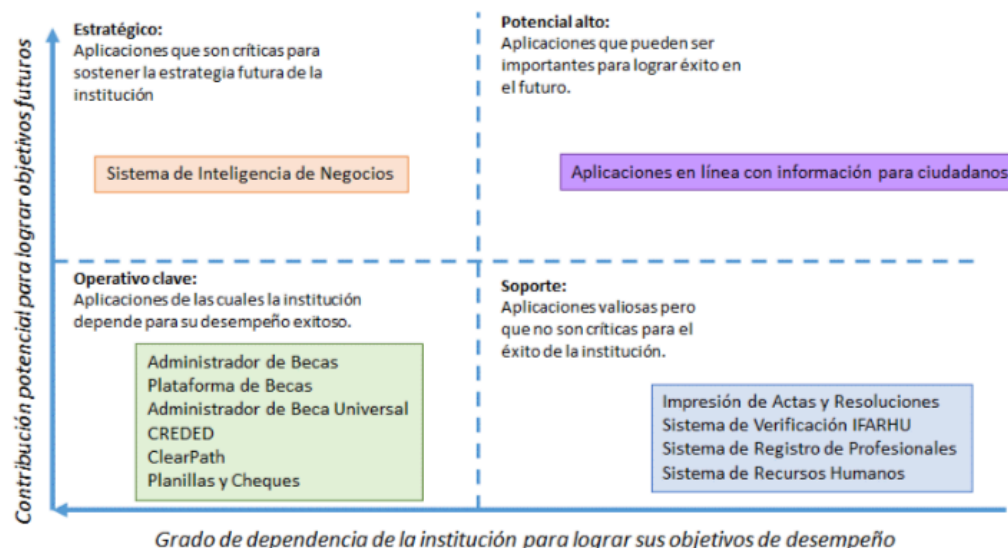 Contribución potencial para lograr objetivos futuros
Estratégico:
Aplicaciones que son críticas para
sostener la estrategia futura de la
institución
Sistema de Inteligencia de Negocios
Potencial alto:
Aplicaciones que pueden ser
importantes para lograr éxito en
el futuro.
Aplicaciones en línea con información para ciudadanos
Operativo clave:
Aplicaciones de las cuales la institución
depende para su desempeño exitoso.
Administrador de Becas
Plataforma de Becas
Administrador de Beca Universal
CREDED
ClearPath
Planillas y Cheques
Soporte:
Aplicaciones valiosas pero
que no son críticas para el
éxito de la institución.
Impresión de Actas y Resoluciones
Sistema de Verificación IFARHU
Sistema de Registro de Profesionales
Sistema de Recursos Humanos
Grado de dependencia de la institución para lograr sus objetivos de desempeño